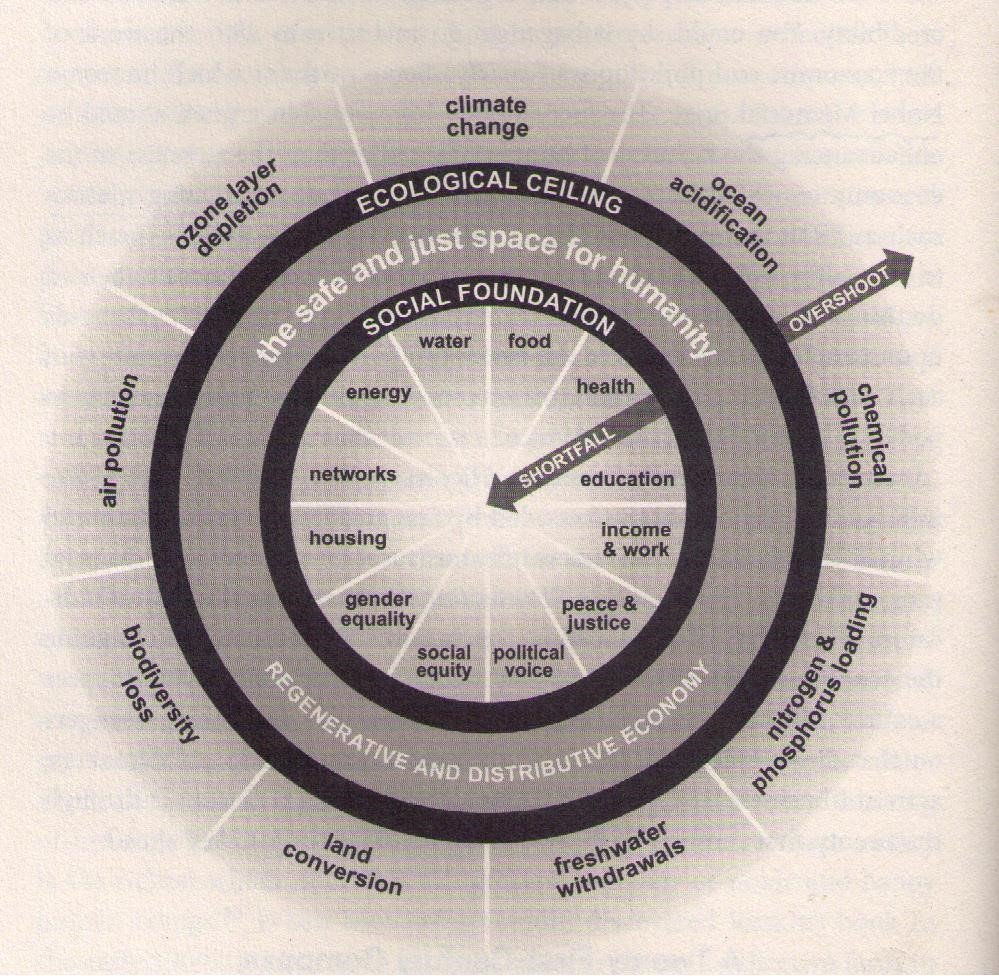 climate
change
ozone layer
depletion
ocean
acidification
ECOLOGICAL CEILING
the safe and just space for humanity
OVERSHOOT
SOCIAL FOUNDATION
water
food
energy
health
air pollution
chemical
pollution
SHORTFALL
networks
education
housing
income
& work
gender
equality
peace &
justice
social
equity
political
voice
biodiversity
loss
nitrogen &
phosphorus loading
REGENERATIVE AND DISTRIBUTIVE ECONOMY
land
conversion
freshwater
withdrawals